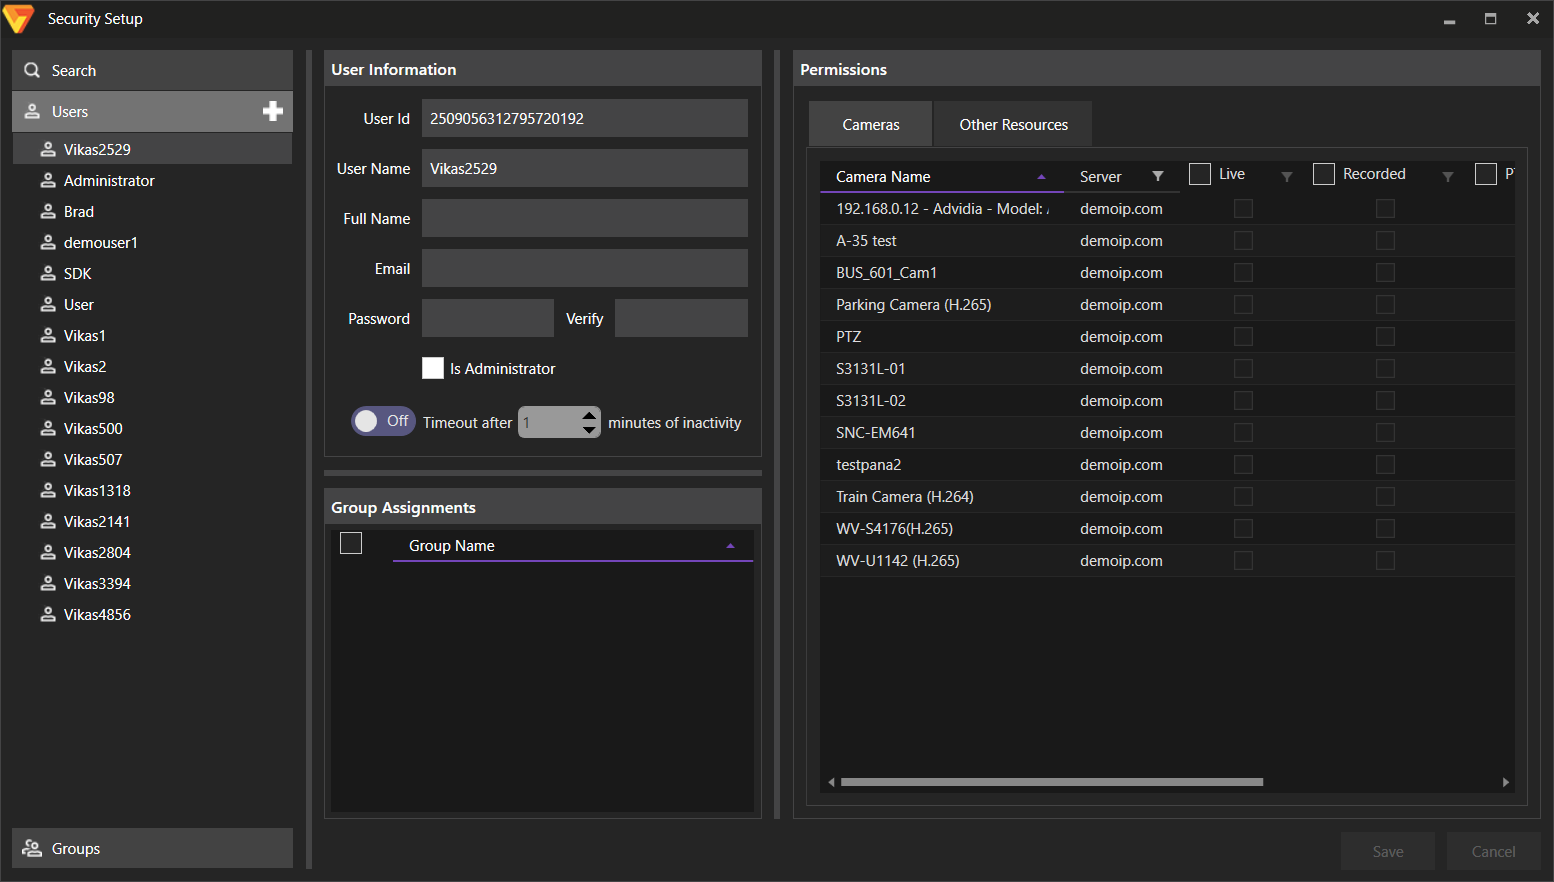 Security Setup
Search
Users
Vikas2529
Administrator
Brad
demouser1
SDK
User
Vikas1
Vikas2
Vikas98
Vikas500
Vikas507
Vikas1318
Vikas2141
Vikas2804
Vikas3394
Vikas4856
Groups
User Information
User Id 2509056312795720192
User Name Vikas2529
Full Name
Email
Password Verify
Is Administrator
Off Timeout after 1 minutes of inactivity
Group Assignments
Group Name
Permissions
Cameras Other Resources
Camera Name Server Live Recorded
192.168.0.12 - Advidia - Model: demoip.com
A-35 test demoip.com
BUS_601_Cam1 demoip.com
Parking Camera (H.265) demoip.com
PTZ demoip.com
S3131L-01 demoip.com
S3131L-02 demoip.com
SNC-EM641 demoip.com
testpana2 demoip.com
Train Camera (H.264) demoip.com
WV-S4176(H.265) demoip.com
WV-U1142 (H.265) demoip.com
Save Cancel